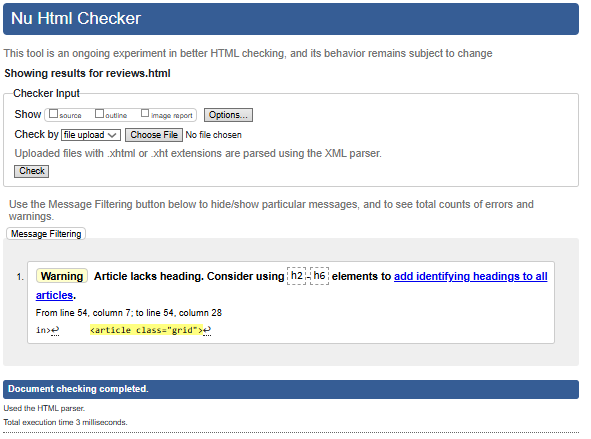 Nu Html Checker
This tool is an ongoing experiment in better HTML checking, and its behavior remains subject to change
Showing results for reviews.html
Checker Input
Show source outline image report Options...
Check by file upload Choose File No file chosen
Uploaded files with .xhtml or .xht extensions are parsed using the XML parser.
Check
Use the Message Filtering button below to hide/show particular messages, and to see total counts of errors and
warnings.
Message Filtering
1. Warning Article lacks heading. Consider using h2-h6 elements to add identifying headings to all
articles.
From line 54, column 7; to line 54, column 28
in>↩ <article class="grid">↩
Document checking completed.
Used the HTML parser.
Total execution time 3 milliseconds.